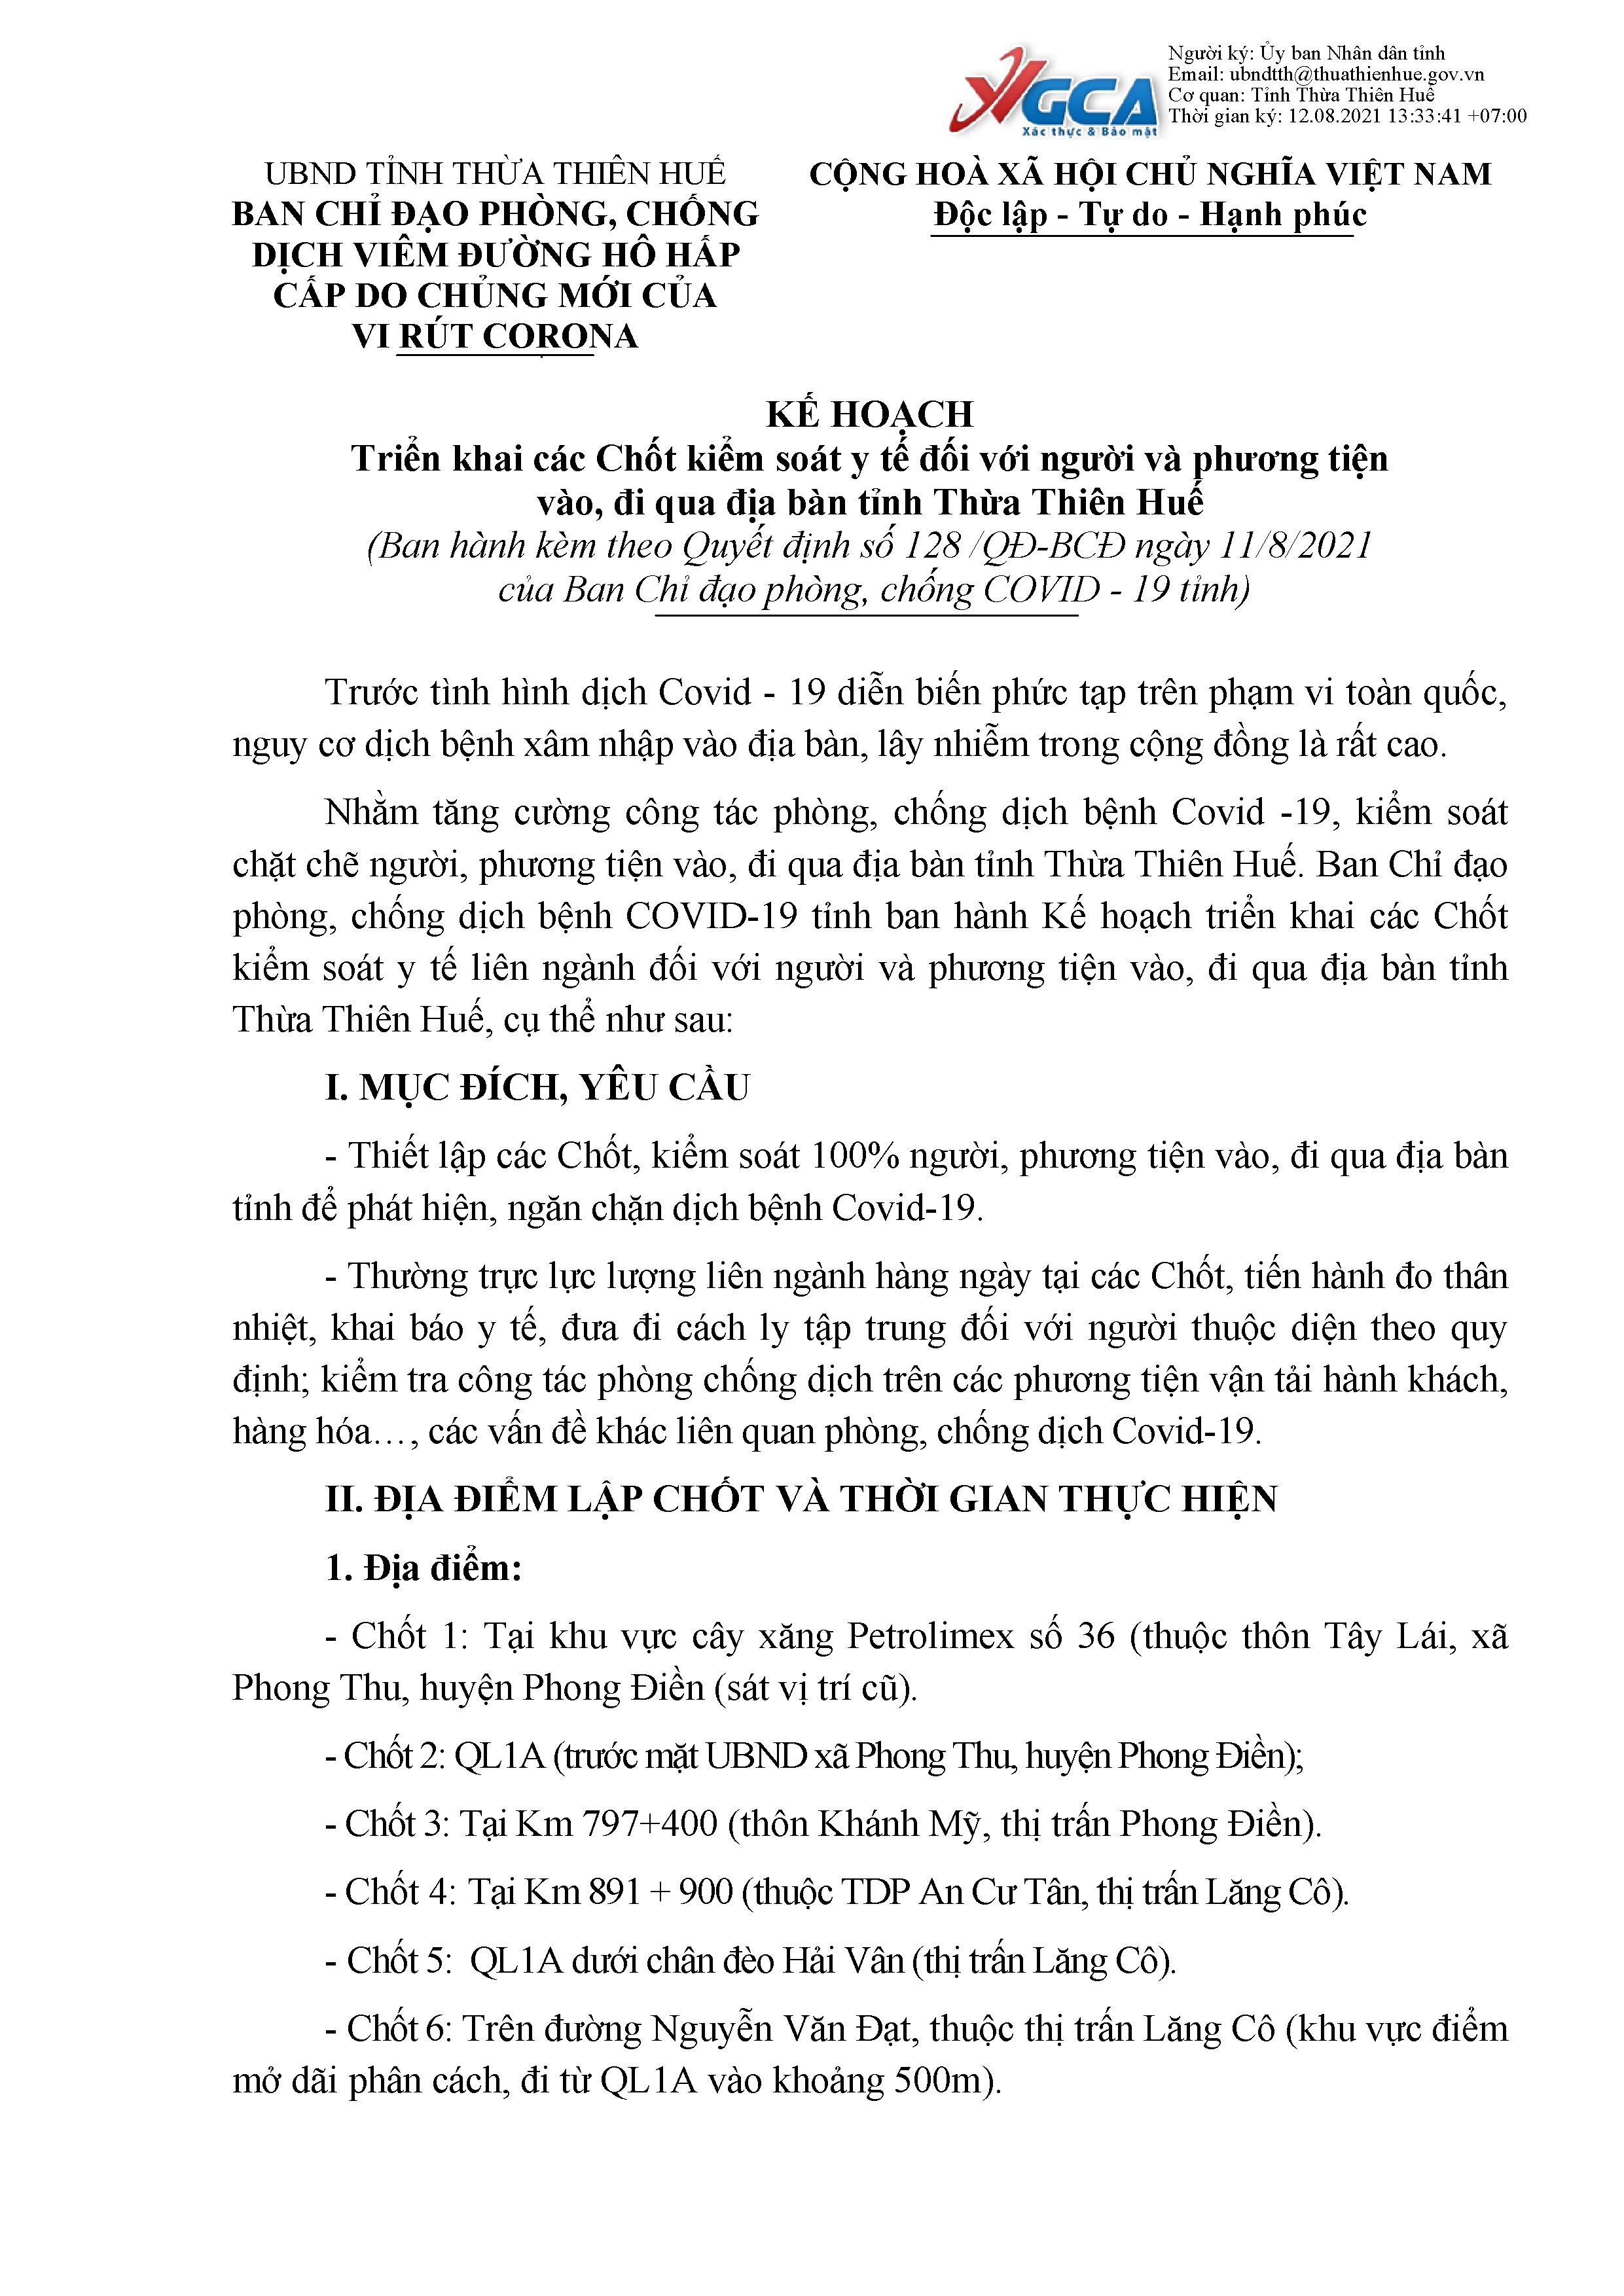 VGCA
Xác thực & Bảo mật
Người ký: Ủy ban Nhân dân tỉnh
Email: ubndtth@thuathienhue.gov.vn
Cơ quan: Tỉnh Thừa Thiên Huế
Thời gian ký: 12.08.2021 13:33:41 +07:00
UBND TỈNH THỪA THIÊN HUẾ
BAN CHỈ ĐẠO PHÒNG, CHỐNG
DỊCH VIÊM ĐƯỜNG HÔ HẤP
CẤP DO CHỦNG MỚI CỦA
VI RÚT CORONA
CỘNG HOÀ XÃ HỘI CHỦ NGHĨA VIỆT NAM
Độc lập - Tự do - Hạnh phúc
KẾ HOẠCH
Triển khai các Chốt kiểm soát y tế đối với người và phương tiện
vào, đi qua địa bàn tỉnh Thừa Thiên Huế
(Ban hành kèm theo Quyết định số 128 /QĐ-BCĐ ngày 11/8/2021
của Ban Chỉ đạo phòng, chống COVID - 19 tỉnh)
Trước tình hình dịch Covid - 19 diễn biến phức tạp trên phạm vi toàn quốc,
nguy cơ dịch bệnh xâm nhập vào địa bàn, lây nhiễm trong cộng đồng là rất cao.
Nhằm tăng cường công tác phòng, chống dịch bệnh Covid -19, kiểm soát
chặt chẽ người, phương tiện vào, đi qua địa bàn tỉnh Thừa Thiên Huế. Ban Chỉ đạo
phòng, chống dịch bệnh COVID-19 tỉnh ban hành Kế hoạch triển khai các Chốt
kiểm soát y tế liên ngành đối với người và phương tiện vào, đi qua địa bàn tỉnh
Thừa Thiên Huế, cụ thể như sau:
I. MỤC ĐÍCH, YÊU CẦU
- Thiết lập các Chốt, kiểm soát 100% người, phương tiện vào, đi qua địa bàn
tỉnh để phát hiện, ngăn chặn dịch bệnh Covid-19.
- Thường trực lực lượng liên ngành hàng ngày tại các Chốt, tiến hành đo thân
nhiệt, khai báo y tế, đưa đi cách ly tập trung đối với người thuộc diện theo quy
định; kiểm tra công tác phòng chống dịch trên các phương tiện vận tải hành khách,
hàng hóa…, các vấn đề khác liên quan phòng, chống dịch Covid-19.
II. ĐỊA ĐIỂM LẬP CHỐT VÀ THỜI GIAN THỰC HIỆN
1. Địa điểm:
- Chốt 1: Tại khu vực cây xăng Petrolimex số 36 (thuộc thôn Tây Lái, xã
Phong Thu, huyện Phong Điền (sát vị trí cũ).
- Chốt 2: QL1A (trước mặt UBND xã Phong Thu, huyện Phong Điền);
- Chốt 3: Tại Km 797+400 (thôn Khánh Mỹ, thị trấn Phong Điền).
- Chốt 4: Tại Km 891 + 900 (thuộc TDP An Cư Tân, thị trấn Lăng Cô).
- Chốt 5: QL1A dưới chân đèo Hải Vân (thị trấn Lăng Cô).
- Chốt 6: Trên đường Nguyễn Văn Đạt, thuộc thị trấn Lăng Cô (khu vực điểm
mở dãi phân cách, đi từ QL1A vào khoảng 500m).